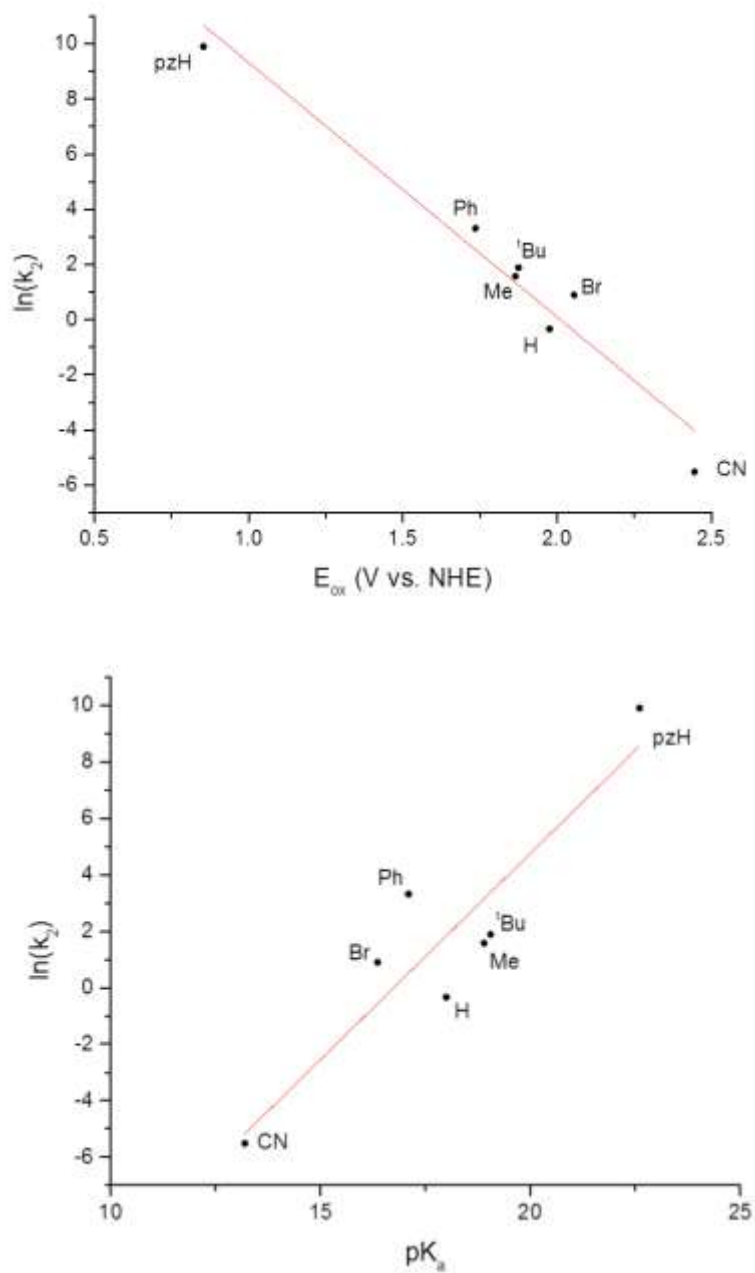 10
8
6
4
2
0
-2
-4
-6
ln(k₂)
pzH
Ph
ᵗBu
Me
Br
H
CN
0.5 1.0 1.5 2.0 2.5
Eₒₓ (V vs. NHE)
10
8
6
4
2
0
-2
-4
-6
ln(k₂)
pzH
Ph
ᵗBu
Br
Me
H
CN
10 15 20 25
pKₐ